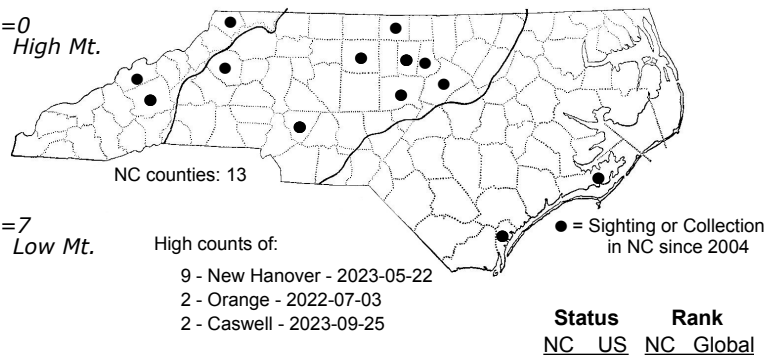 =0
High Mt.
NC counties: 13
=7
Low Mt.
High counts of:
9 - New Hanover - 2023-05-22
2 - Orange - 2022-07-03
2 - Caswell - 2023-09-25
● = Sighting or Collection
in NC since 2004
Status Rank
NC US NC Global